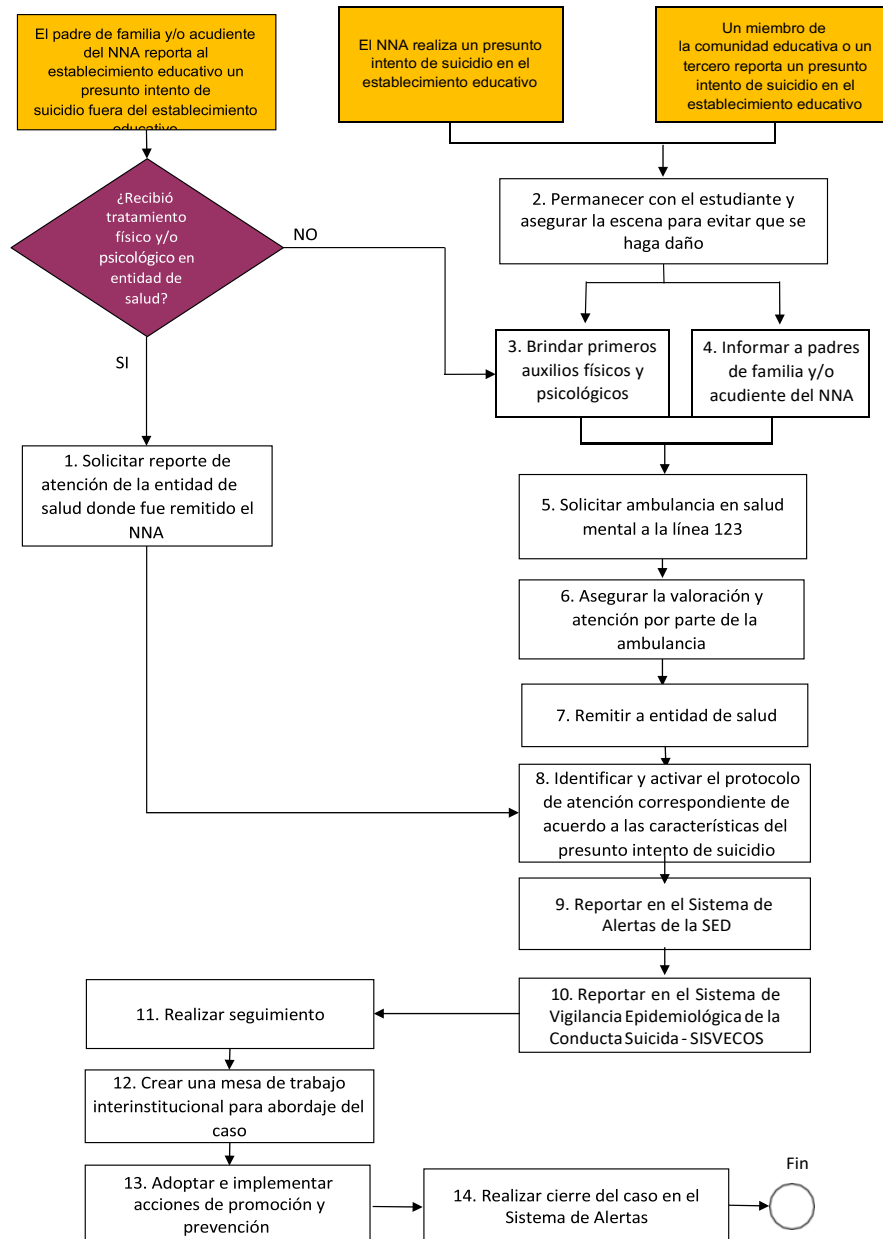 El padre de familia y/o acudiente
del NNA reporta al
establecimiento educativo un
presunto intento de
suicidio fuera del establecimiento
educativo
El NNA realiza un presunto
intento de suicidio en el
establecimiento educativo
Un miembro de
la comunidad educativa o un
tercero reporta un presunto
intento de suicidio en el
establecimiento educativo
¿Recibió
tratamiento
físico y/o
psicológico en
entidad de
salud?
NO
SI
2. Permanecer con el estudiante y
asegurar la escena para evitar que se
haga daño
3. Brindar primeros
auxilios físicos y
psicológicos
4. Informar a padres
de familia y/o
acudiente del NNA
1. Solicitar reporte de
atención de la entidad de
salud donde fue remitido el
NNA
5. Solicitar ambulancia en salud
mental a la línea 123
6. Asegurar la valoración y
atención por parte de la
ambulancia
7. Remitir a entidad de salud
8. Identificar y activar el protocolo
de atención correspondiente de
acuerdo a las características del
presunto intento de suicidio
9. Reportar en el Sistema de
Alertas de la SED
10. Reportar en el Sistema de
Vigilancia Epidemiológica de la
Conducta Suicida - SISVECOS
11. Realizar seguimiento
12. Crear una mesa de trabajo
interinstitucional para abordaje del
caso
13. Adoptar e implementar
acciones de promoción y
prevención
14. Realizar cierre del caso en el
Sistema de Alertas
Fin